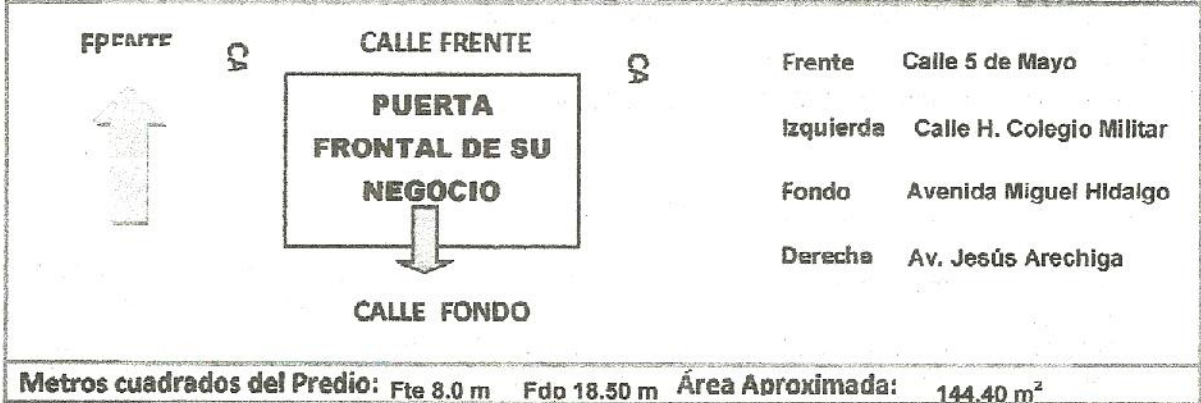 FRENTE
CA
CALLE FRENTE
CA
PUERTA
FRONTAL DE SU
NEGOCIO
CALLE FONDO
Frente Calle 5 de Mayo
Izquierda Calle H. Colegio Militar
Fondo Avenida Miguel Hidalgo
Derecha Av. Jesús Arechiga
Metros cuadrados del Predio: Fte 8.0 m Fdo 18.50 m Área Aproximada: 144.40 m²